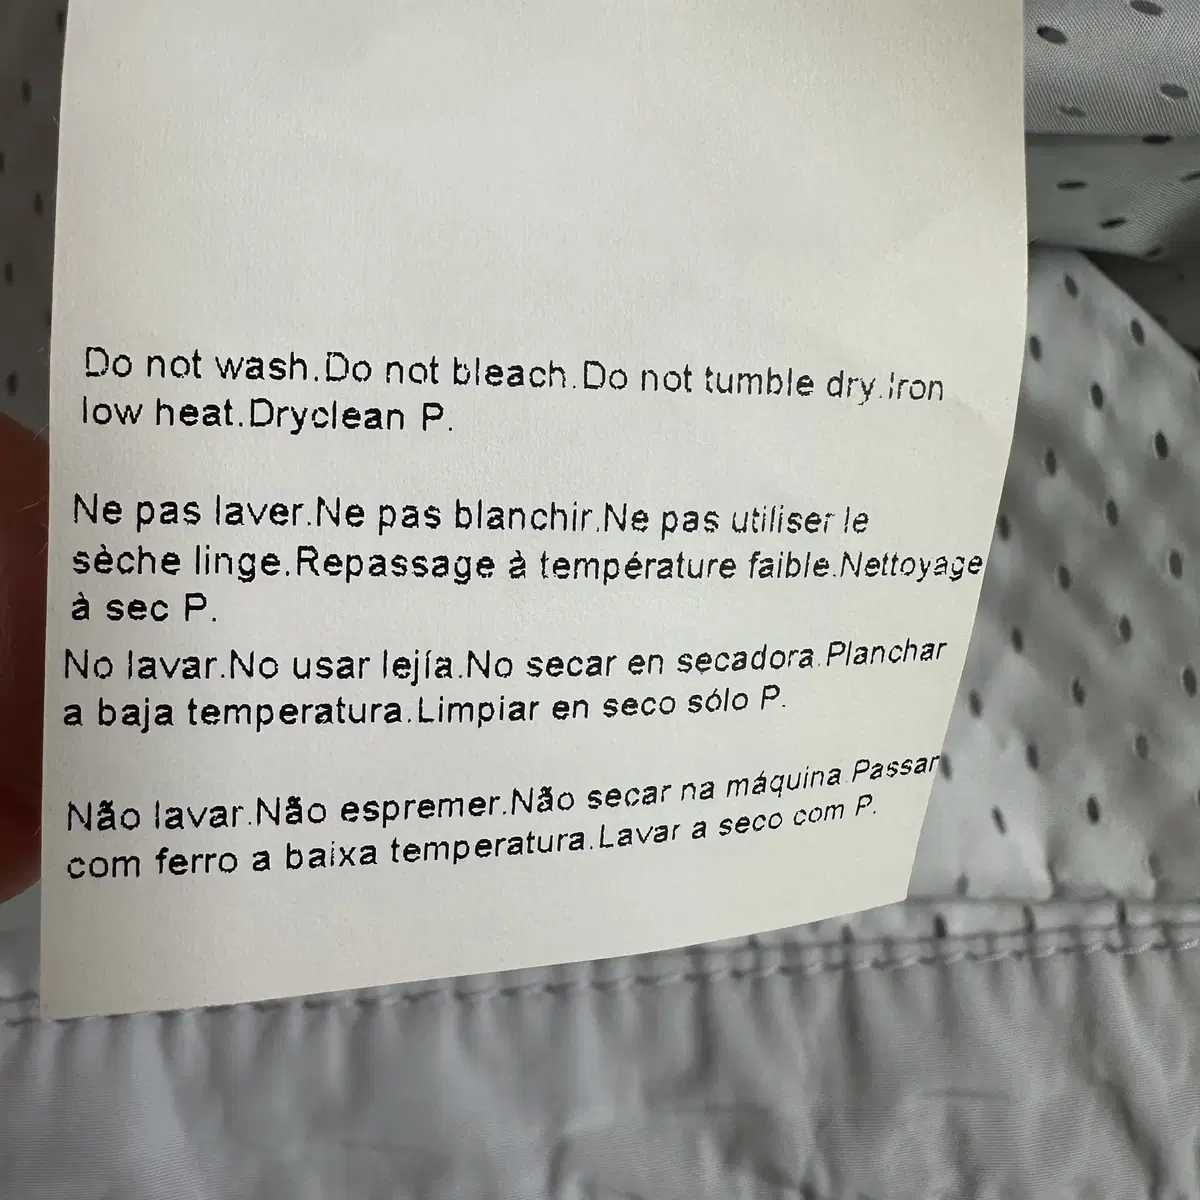 Do not wash.Do not bleach.Do not tumble dry.Iron
low heat.Dryclean P.
Ne pas laver.Ne pas blanchir.Ne pas utiliser le
sèche linge.Repassage à température faible.Nettoyage
à sec P.
No lavar.No usar lejía.No secar en secadora.Planchar
a baja temperatura.Limpiar en seco sólo P.
Não lavar.Não espremer.Não secar na máquina.Passar
com ferro a baixa temperatura.Lavar a seco com P.